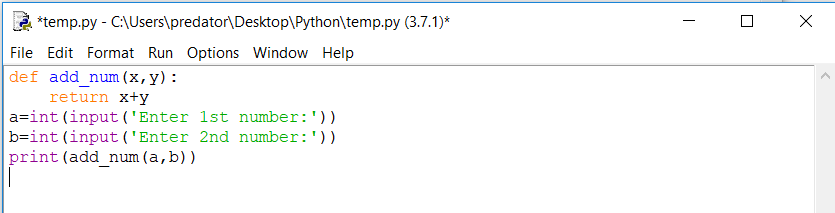 *temp.py - C:\Users\predator\Desktop\Python\temp.py (3.7.1)*
File Edit Format Run Options Window Help
def add_num(x,y):
    return x+y
a=int(input('Enter 1st number:'))
b=int(input('Enter 2nd number:'))
print(add_num(a,b))